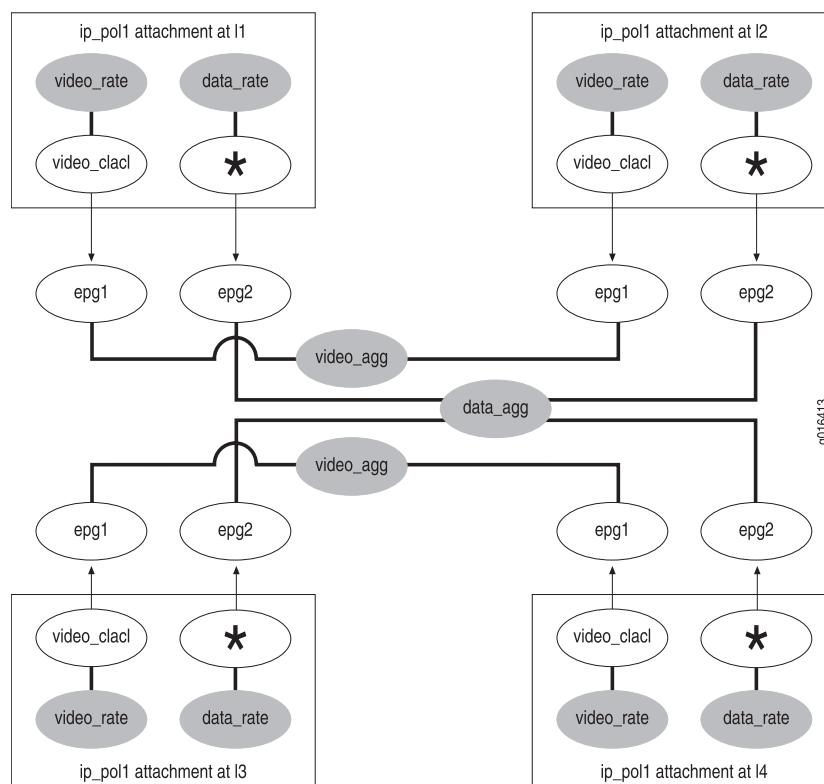 ip_pol1 attachment at l1
ip_pol1 attachment at l2
video_rate
data_rate
video_rate
data_rate
video_clacl
*
video_clacl
*
epg1
epg2
epg1
epg2
video_agg
data_agg
g016413
video_agg
epg1
epg2
epg1
epg2
video_clacl
*
video_clacl
*
video_rate
data_rate
video_rate
data_rate
ip_pol1 attachment at l3
ip_pol1 attachment at l4